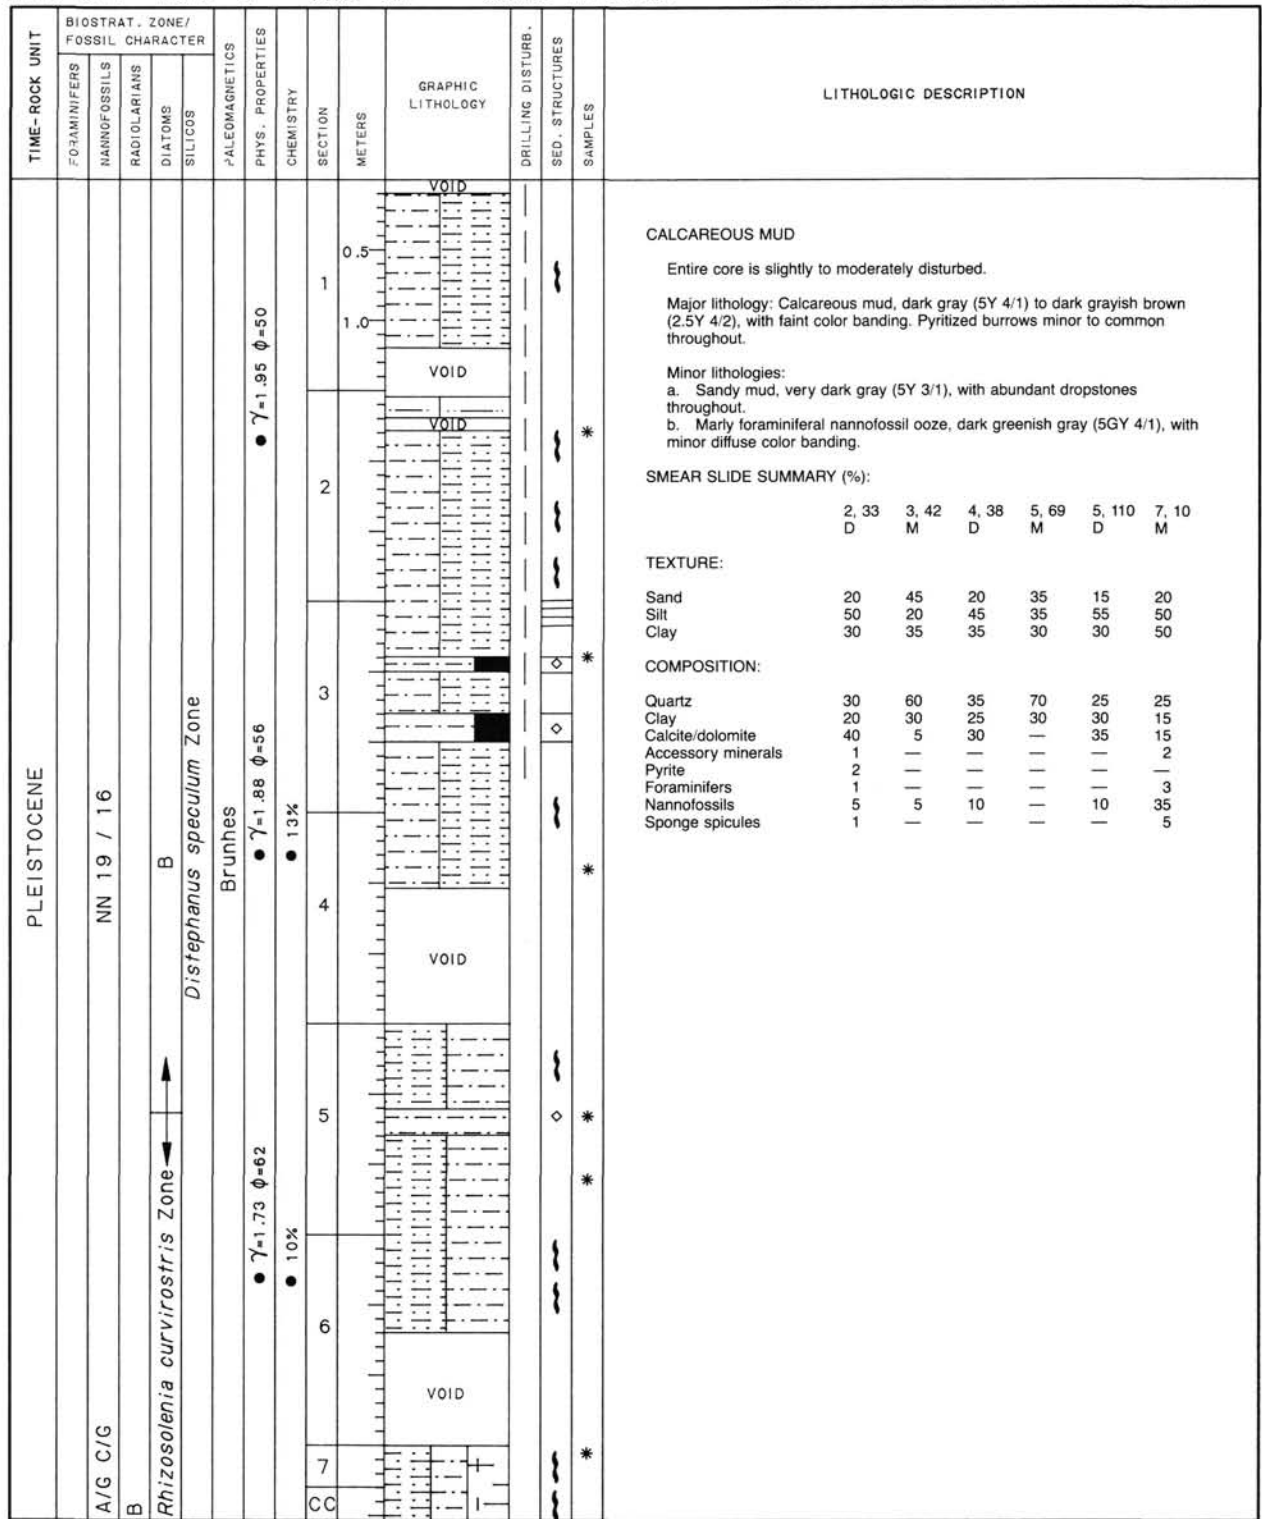 TIME-ROCK UNIT
BIOSTRAT. ZONE/
FOSSIL CHARACTER
FORAMINIFERS
NANNOFOSSILS
RADIOLARIANS
DIATOMS
SILICOS
PALEOMAGNETICS
PHYS. PROPERTIES
CHEMISTRY
SECTION
METERS
GRAPHIC
LITHOLOGY
DRILLING DISTURB.
SED. STRUCTURES
SAMPLES
LITHOLOGIC DESCRIPTION
PLEISTOCENE
A/G C/G
NN 19 / 16
B
B
Rhizosolenia curvirostris Zone
Distephanus speculum Zone
Brunhes
● γ=1.95 φ=50
● γ=1.88 φ=56
● γ=1.73 φ=62
● 13%
● 10%
1
2
3
4
5
6
7
CC
0.5
1.0
VOID
VOID
VOID
VOID
VOID
*
*
*
*
*
*
CALCAREOUS MUD
Entire core is slightly to moderately disturbed.
Major lithology: Calcareous mud, dark gray (5Y 4/1) to dark grayish brown
(2.5Y 4/2), with faint color banding. Pyritized burrows minor to common
throughout.
Minor lithologies:
a. Sandy mud, very dark gray (5Y 3/1), with abundant dropstones
throughout.
b. Marly foraminiferal nannofossil ooze, dark greenish gray (5GY 4/1), with
minor diffuse color banding.
SMEAR SLIDE SUMMARY (%):
2, 33 3, 42 4, 38 5, 69 5, 110 7, 10
D M D M D M
TEXTURE:
Sand 20 45 20 35 15 20
Silt 50 20 45 35 55 50
Clay 30 35 35 30 30 50
COMPOSITION:
Quartz 30 60 35 70 25 25
Clay 20 30 25 30 30 15
Calcite/dolomite 40 5 30 — 35 15
Accessory minerals 1 — — — — 2
Pyrite 2 — — — — —
Foraminifers 1 — — — — 3
Nannofossils 5 5 10 — 10 35
Sponge spicules 1 — — — — 5